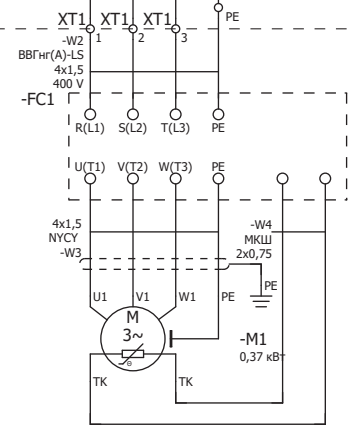 XT1 XT1 XT1 PE
1 2 3
-W2
ВВГнг(А)-LS
4x1,5
400 V
-FC1
R(L1) S(L2) T(L3) PE
U(T1) V(T2) W(T3) PE
4x1,5
NYCY
-W3
-W4
МКШ
2x0,75
PE
U1 V1 W1 PE
M
3~
-M1
0,37 кВт
θ
TK TK